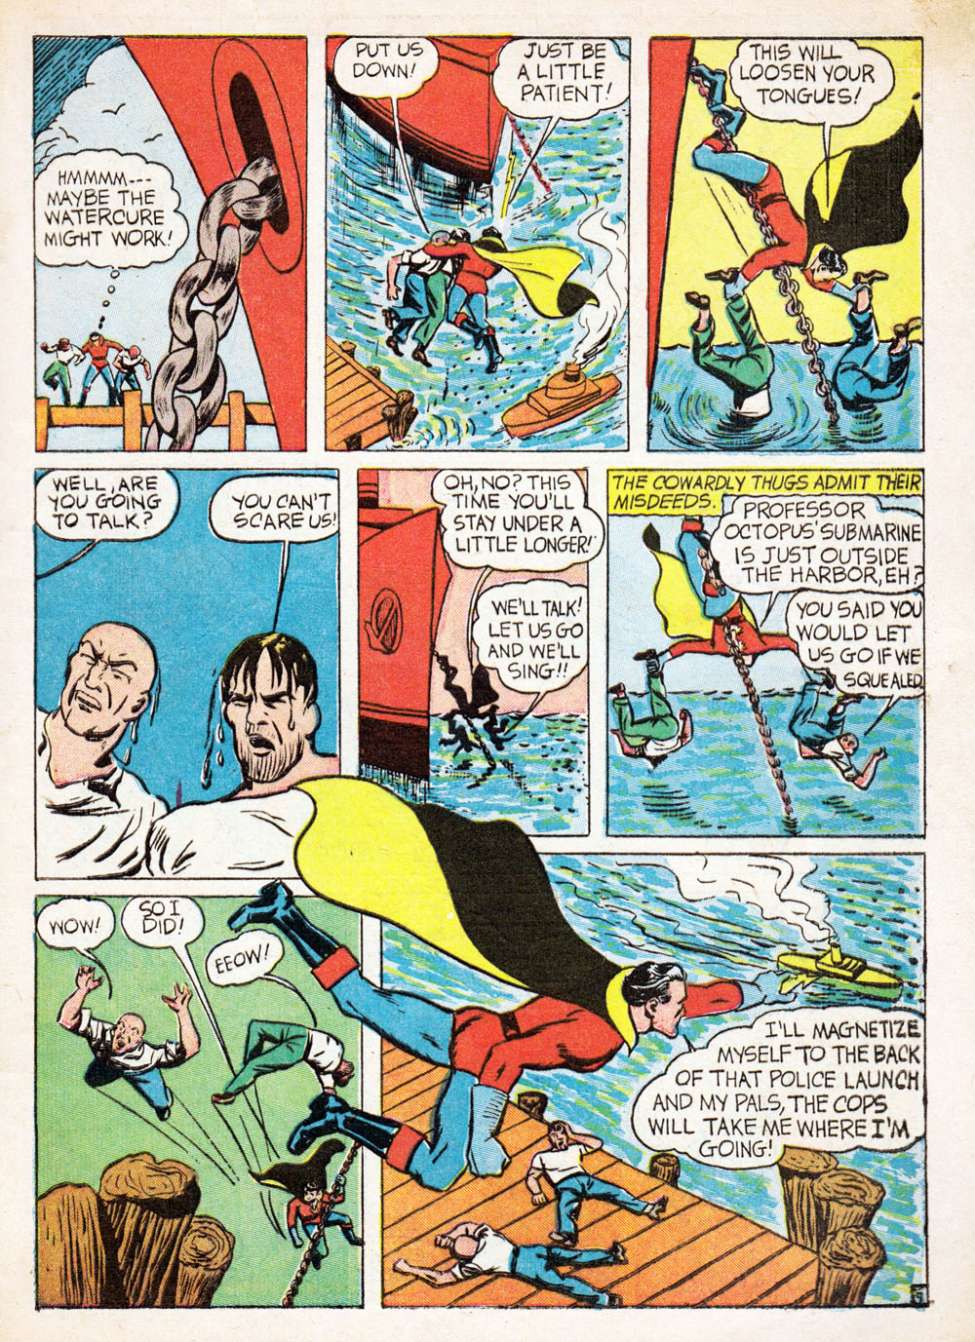 HMMMM---
MAYBE THE
WATERCURE
MIGHT WORK!
PUT US
DOWN!
JUST BE
A LITTLE
PATIENT!
THIS WILL
LOOSEN YOUR
TONGUES!
WELL, ARE
YOU GOING
TO TALK?
YOU CAN'T
SCARE US!
OH, NO? THIS
TIME YOU'LL
STAY UNDER A
LITTLE LONGER!
WE'LL TALK!
LET US GO
AND WE'LL
SING!!
THE COWARDLY THUGS ADMIT THEIR
MISDEEDS.
PROFESSOR
OCTOPUS' SUBMARINE
IS JUST OUTSIDE
THE HARBOR, EH?
YOU SAID YOU
WOULD LET
US GO IF WE
SQUEALED
WOW!
SO I
DID!
EEOW!
I'LL MAGNETIZE
MYSELF TO THE BACK
OF THAT POLICE LAUNCH
AND MY PALS, THE COPS
WILL TAKE ME WHERE I'M
GOING!